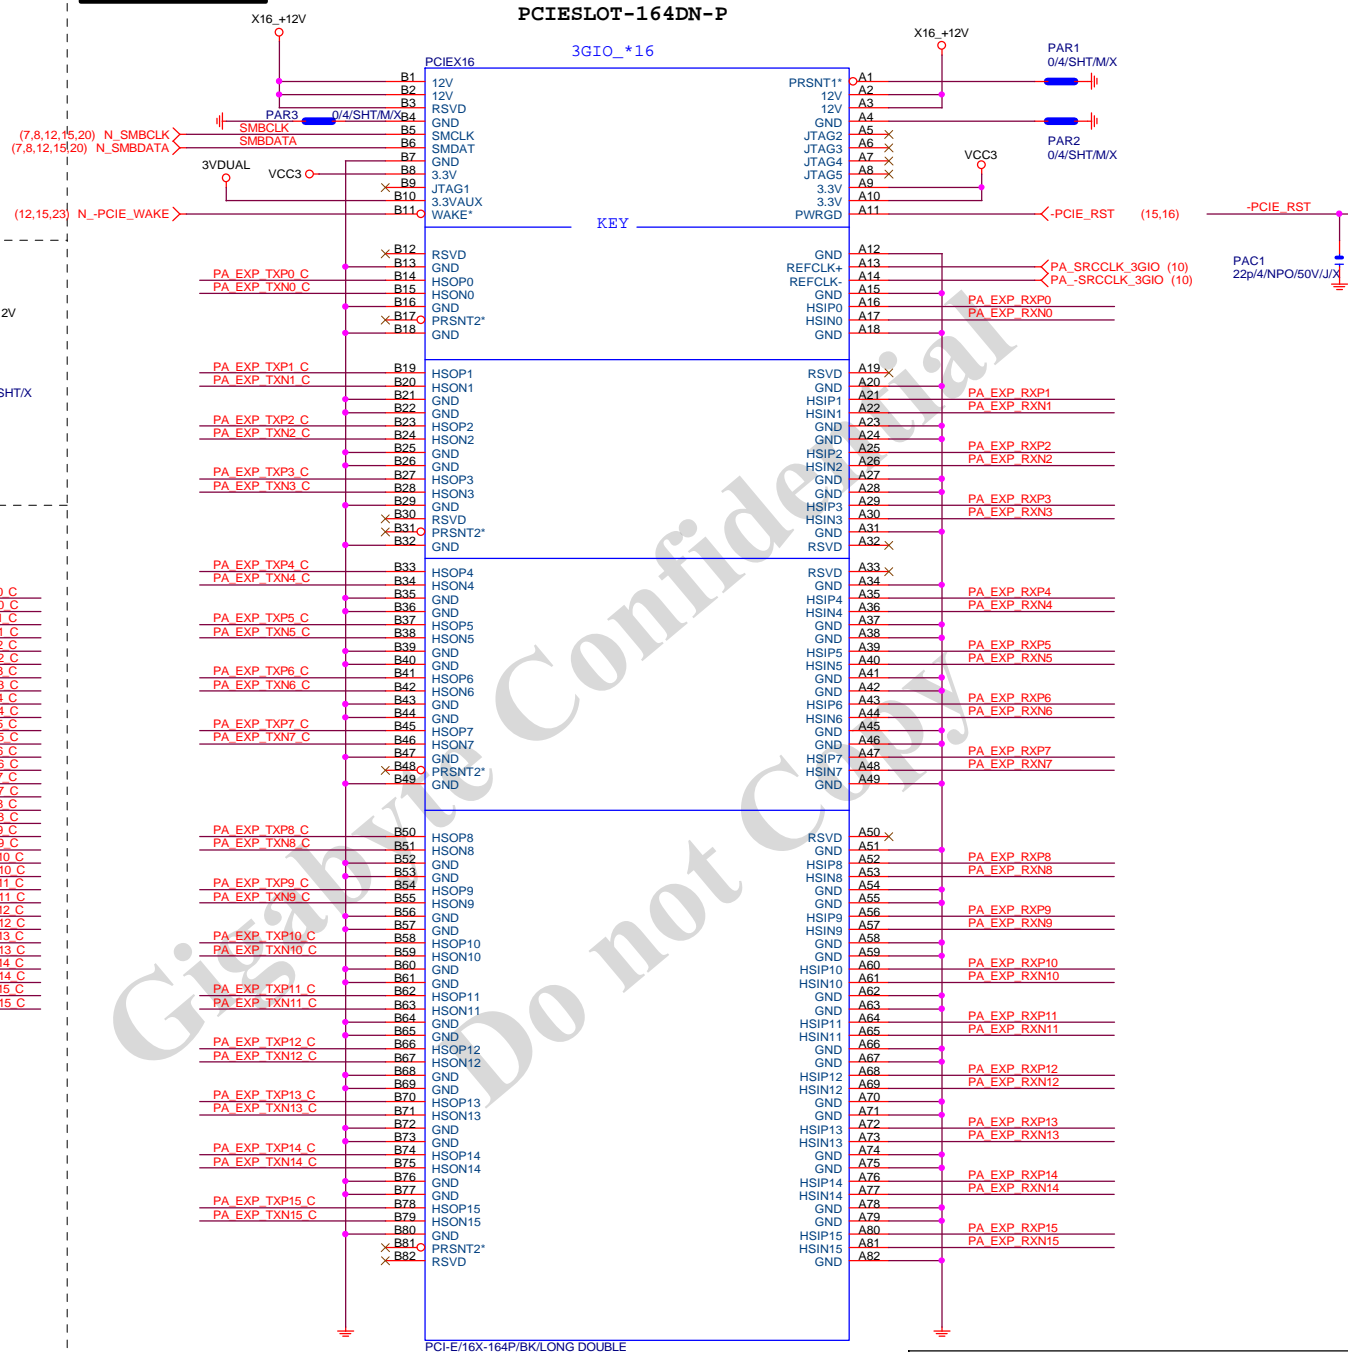 PCIESLOT-164DN-P
3GIO_*16
PCIEX16
X16_+12V
X16_+12V
PAR1
0/4/SHT/M/X
PAR2
0/4/SHT/M/X
PAR3 0/4/SHT/M/X
(7,8,12,15,20) N_SMBCLK SMBCLK
(7,8,12,15,20) N_SMBDATA SMBDATA
3VDUAL
VCC3
VCC3
(12,15,23) N_-PCIE_WAKE
-PCIE_RST (15,16)
-PCIE_RST
PAC1
22p/4/NPO/50V/J/X
PA_SRCCLK_3GIO (10)
PA_-SRCCLK_3GIO (10)
KEY
B1 12V PRSNT1* A1
B2 12V 12V A2
B3 RSVD 12V A3
B4 GND GND A4
B5 SMCLK JTAG2 A5
B6 SMDAT JTAG3 A6
B7 GND JTAG4 A7
B8 3.3V JTAG5 A8
B9 JTAG1 3.3V A9
B10 3.3VAUX 3.3V A10
B11 WAKE* PWRGD A11
B12 RSVD GND A12
B13 GND REFCLK+ A13
PA_EXP_TXP0_C B14 HSOP0 REFCLK- A14
PA_EXP_TXN0_C B15 HSON0 GND A15
B16 GND HSIP0 A16 PA_EXP_RXP0
B17 PRSNT2* HSIN0 A17 PA_EXP_RXN0
B18 GND GND A18
PA_EXP_TXP1_C B19 HSOP1 RSVD A19
PA_EXP_TXN1_C B20 HSON1 GND A20
B21 GND HSIP1 A21 PA_EXP_RXP1
B22 GND HSIN1 A22 PA_EXP_RXN1
PA_EXP_TXP2_C B23 HSOP2 GND A23
PA_EXP_TXN2_C B24 HSON2 GND A24
B25 GND HSIP2 A25 PA_EXP_RXP2
B26 GND HSIN2 A26 PA_EXP_RXN2
PA_EXP_TXP3_C B27 HSOP3 GND A27
PA_EXP_TXN3_C B28 HSON3 GND A28
B29 GND HSIP3 A29 PA_EXP_RXP3
B30 RSVD HSIN3 A30 PA_EXP_RXN3
B31 PRSNT2* GND A31
B32 GND RSVD A32
PA_EXP_TXP4_C B33 HSOP4 RSVD A33
PA_EXP_TXN4_C B34 HSON4 GND A34
B35 GND HSIP4 A35 PA_EXP_RXP4
B36 GND HSIN4 A36 PA_EXP_RXN4
PA_EXP_TXP5_C B37 HSOP5 GND A37
PA_EXP_TXN5_C B38 HSON5 GND A38
B39 GND HSIP5 A39 PA_EXP_RXP5
B40 GND HSIN5 A40 PA_EXP_RXN5
PA_EXP_TXP6_C B41 HSOP6 GND A41
PA_EXP_TXN6_C B42 HSON6 GND A42
B43 GND HSIP6 A43 PA_EXP_RXP6
B44 GND HSIN6 A44 PA_EXP_RXN6
PA_EXP_TXP7_C B45 HSOP7 GND A45
PA_EXP_TXN7_C B46 HSON7 GND A46
B47 GND HSIP7 A47 PA_EXP_RXP7
B48 PRSNT2* HSIN7 A48 PA_EXP_RXN7
B49 GND GND A49
PA_EXP_TXP8_C B50 HSOP8 RSVD A50
PA_EXP_TXN8_C B51 HSON8 GND A51
B52 GND HSIP8 A52 PA_EXP_RXP8
B53 GND HSIN8 A53 PA_EXP_RXN8
PA_EXP_TXP9_C B54 HSOP9 GND A54
PA_EXP_TXN9_C B55 HSON9 GND A55
B56 GND HSIP9 A56 PA_EXP_RXP9
B57 GND HSIN9 A57 PA_EXP_RXN9
PA_EXP_TXP10_C B58 HSOP10 GND A58
PA_EXP_TXN10_C B59 HSON10 GND A59
B60 GND HSIP10 A60 PA_EXP_RXP10
B61 GND HSIN10 A61 PA_EXP_RXN10
PA_EXP_TXP11_C B62 HSOP11 GND A62
PA_EXP_TXN11_C B63 HSON11 GND A63
B64 GND HSIP11 A64 PA_EXP_RXP11
B65 GND HSIN11 A65 PA_EXP_RXN11
PA_EXP_TXP12_C B66 HSOP12 GND A66
PA_EXP_TXN12_C B67 HSON12 GND A67
B68 GND HSIP12 A68 PA_EXP_RXP12
B69 GND HSIN12 A69 PA_EXP_RXN12
PA_EXP_TXP13_C B70 HSOP13 GND A70
PA_EXP_TXN13_C B71 HSON13 GND A71
B72 GND HSIP13 A72 PA_EXP_RXP13
B73 GND HSIN13 A73 PA_EXP_RXN13
PA_EXP_TXP14_C B74 HSOP14 GND A74
PA_EXP_TXN14_C B75 HSON14 GND A75
B76 GND HSIP14 A76 PA_EXP_RXP14
B77 GND HSIN14 A77 PA_EXP_RXN14
PA_EXP_TXP15_C B78 HSOP15 GND A78
PA_EXP_TXN15_C B79 HSON15 GND A79
B80 GND HSIP15 A80 PA_EXP_RXP15
B81 PRSNT2* HSIN15 A81 PA_EXP_RXN15
B82 RSVD GND A82
PCI-E/16X-164P/BK/LONG DOUBLE
Gigabyte Confidential
Do not Copy
2V
SHT/X